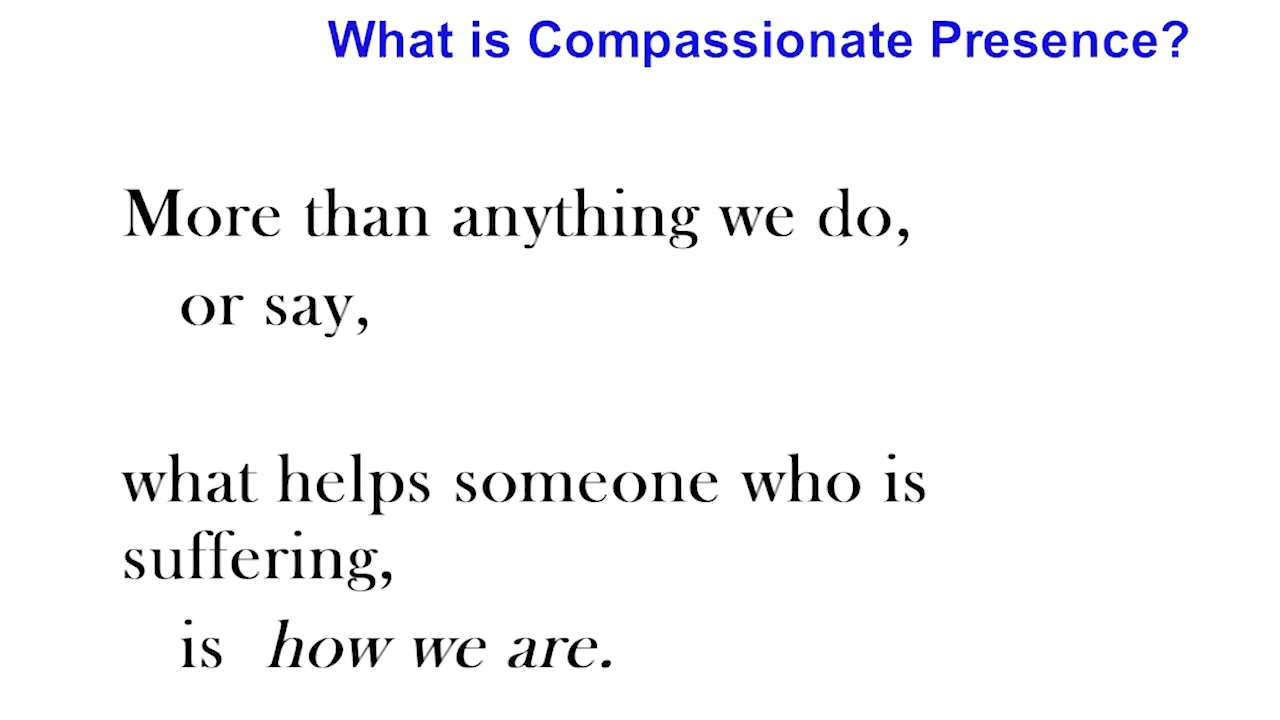 What is Compassionate Presence?
More than anything we do,
or say,
what helps someone who is
suffering,
is how we are.